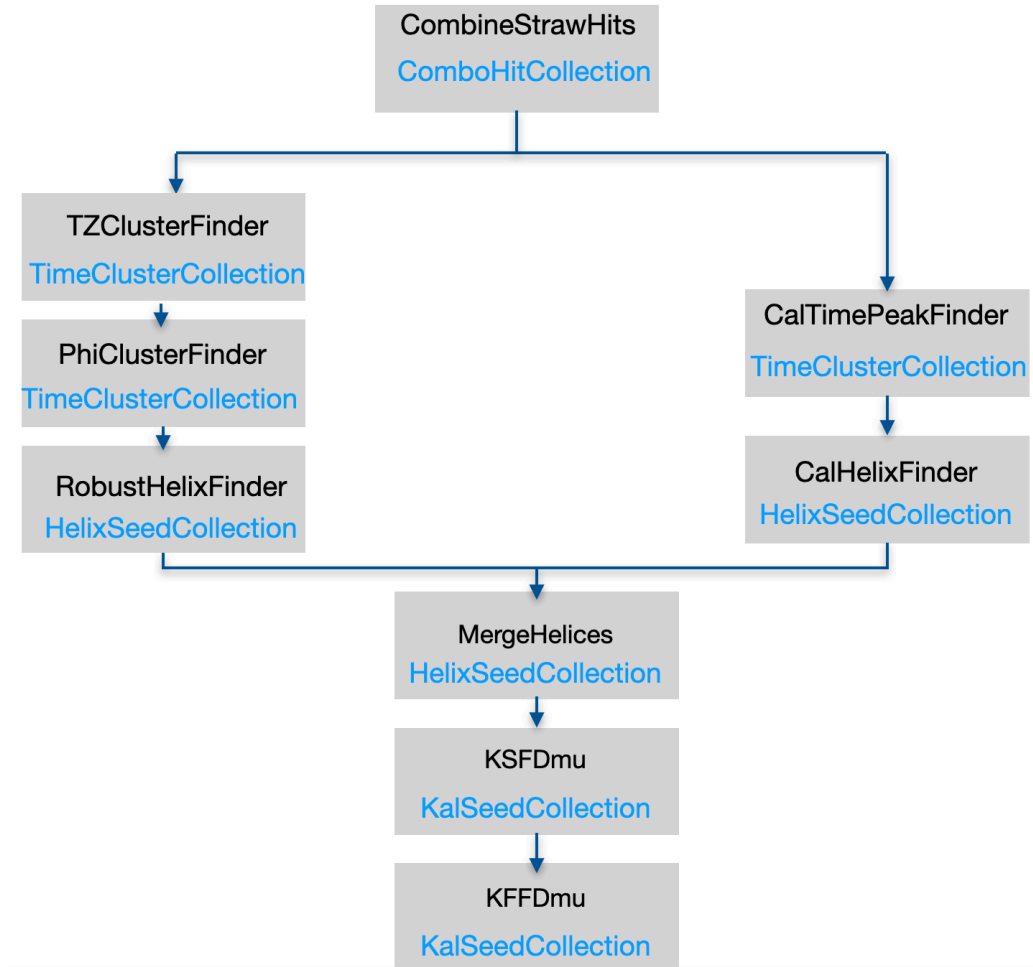 CombineStrawHits
ComboHitCollection
TZClusterFinder
TimeClusterCollection
PhiClusterFinder
TimeClusterCollection
RobustHelixFinder
HelixSeedCollection
CalTimePeakFinder
TimeClusterCollection
CalHelixFinder
HelixSeedCollection
MergeHelices
HelixSeedCollection
KSFDmu
KalSeedCollection
KFFDmu
KalSeedCollection